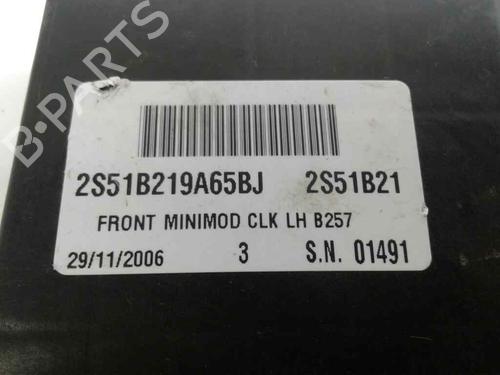 B-PARTS
2S51B219A65BJ 2S51B21
FRONT MINIMOD CLK LH B257
29/11/2006 3 S.N. 01491